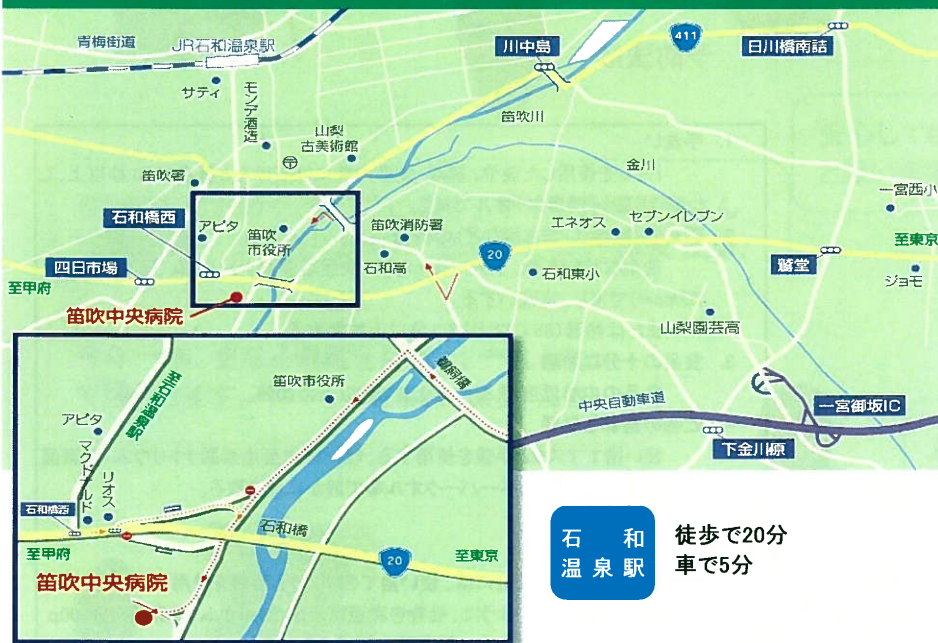 青梅街道
JR石和温泉駅
サティ
モンデ酒造
川中島
411
日川橋南詰
笛吹川
山梨
古美術館
金川
笛吹署
一宮西小
石和橋西
アピタ
笛吹
市役所
笛吹消防署
エネオス
セブンイレブン
至東京
四日市場
石和高
20
石和東小
鷲堂
ジョモ
至甲府
笛吹中央病院
山梨園芸高
中央自動車道
一宮御坂IC
下金川原
鵜飼橋
笛吹市役所
至石和温泉駅
アピタ
マクドナルド
リオス
石和橋西
石和橋
至甲府
20
至東京
笛吹中央病院
石和
温泉駅
徒歩で20分
車で5分